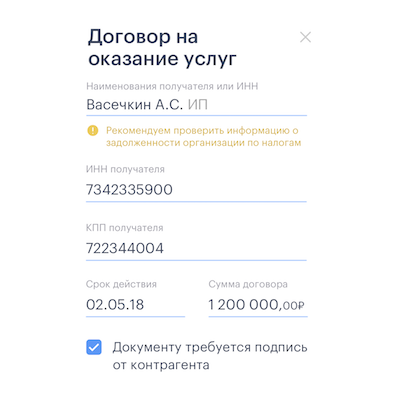 Договор на
оказание услуг
Наименования получателя или ИНН
Васечкин А.С. ИП
Рекомендуем проверить информацию о
задолженности организации по налогам
ИНН получателя
7342335900
КПП получателя
722344004
Срок действия Сумма договора
02.05.18 1 200 000,00₽
Документу требуется подпись
от контрагента